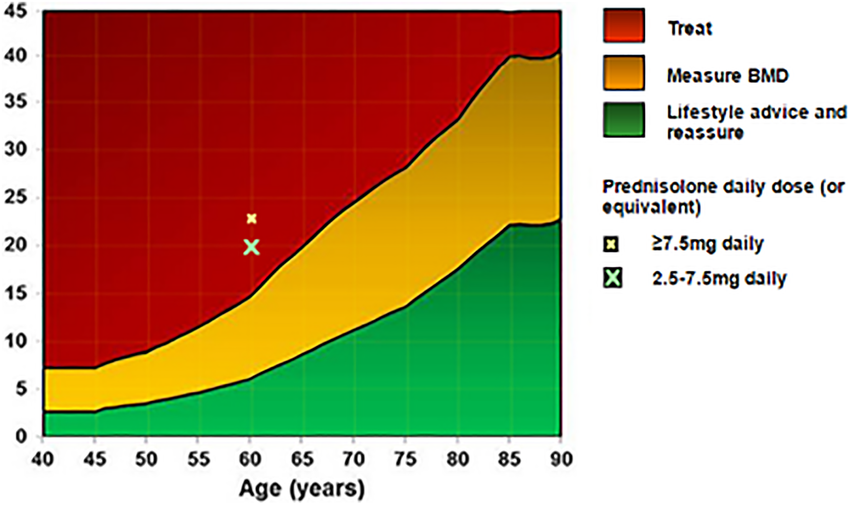 45
40
35
30
25
20
15
10
5
0
40 45 50 55 60 65 70 75 80 85 90
Age (years)
Treat
Measure BMD
Lifestyle advice and
reassure
Prednisolone daily dose (or
equivalent)
≥7.5mg daily
2.5-7.5mg daily